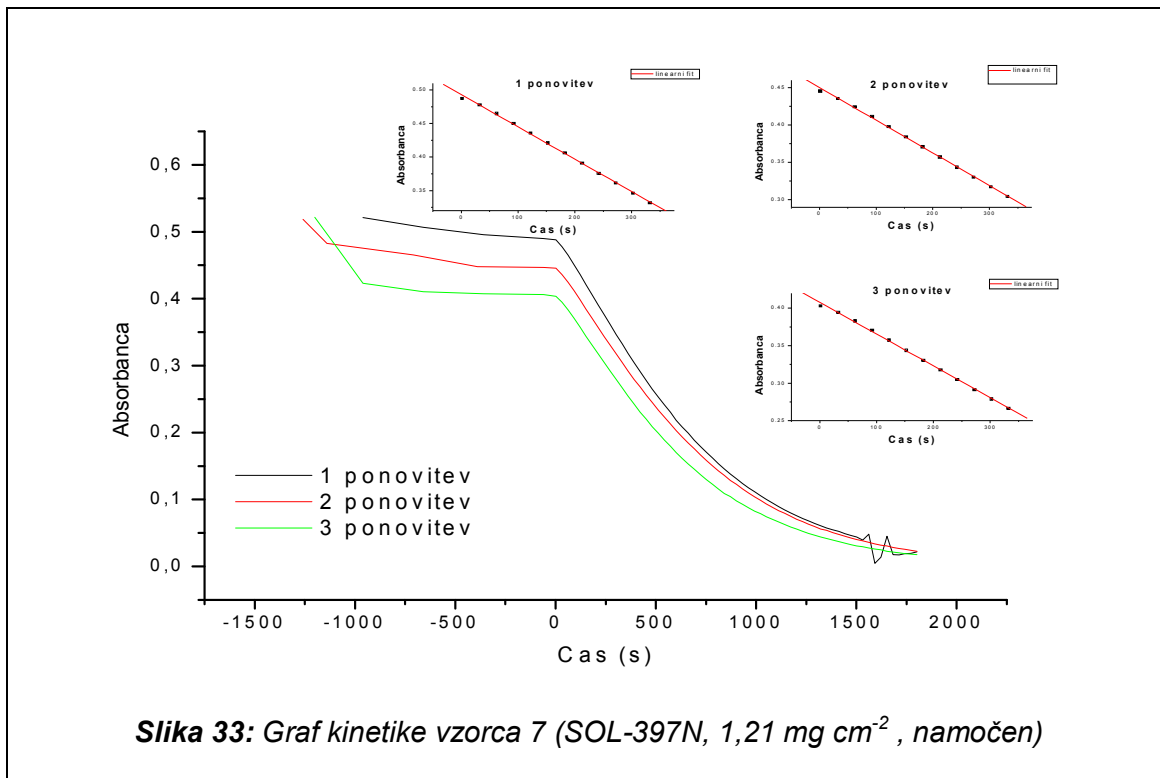 1 ponovitev
linearni fit
0.50
0.45
0.40
0.35
Absorbanca
0
100
200
300
Cas (s)
2 ponovitev
linearni fit
0.45
0.40
0.35
0.30
Absorbanca
0
100
200
300
Cas (s)
3 ponovitev
linearni fit
0.40
0.35
0.30
0.25
Absorbanca
0
100
200
300
Cas (s)
0,6
0,5
0,4
0,3
0,2
0,1
0,0
Absorbanca
1 ponovitev
2 ponovitev
3 ponovitev
-1500
-1000
-500
0
500
1000
1500
2000
Cas (s)
Slika 33: Graf kinetike vzorca 7 (SOL-397N, 1,21 mg cm-2 , namočen)